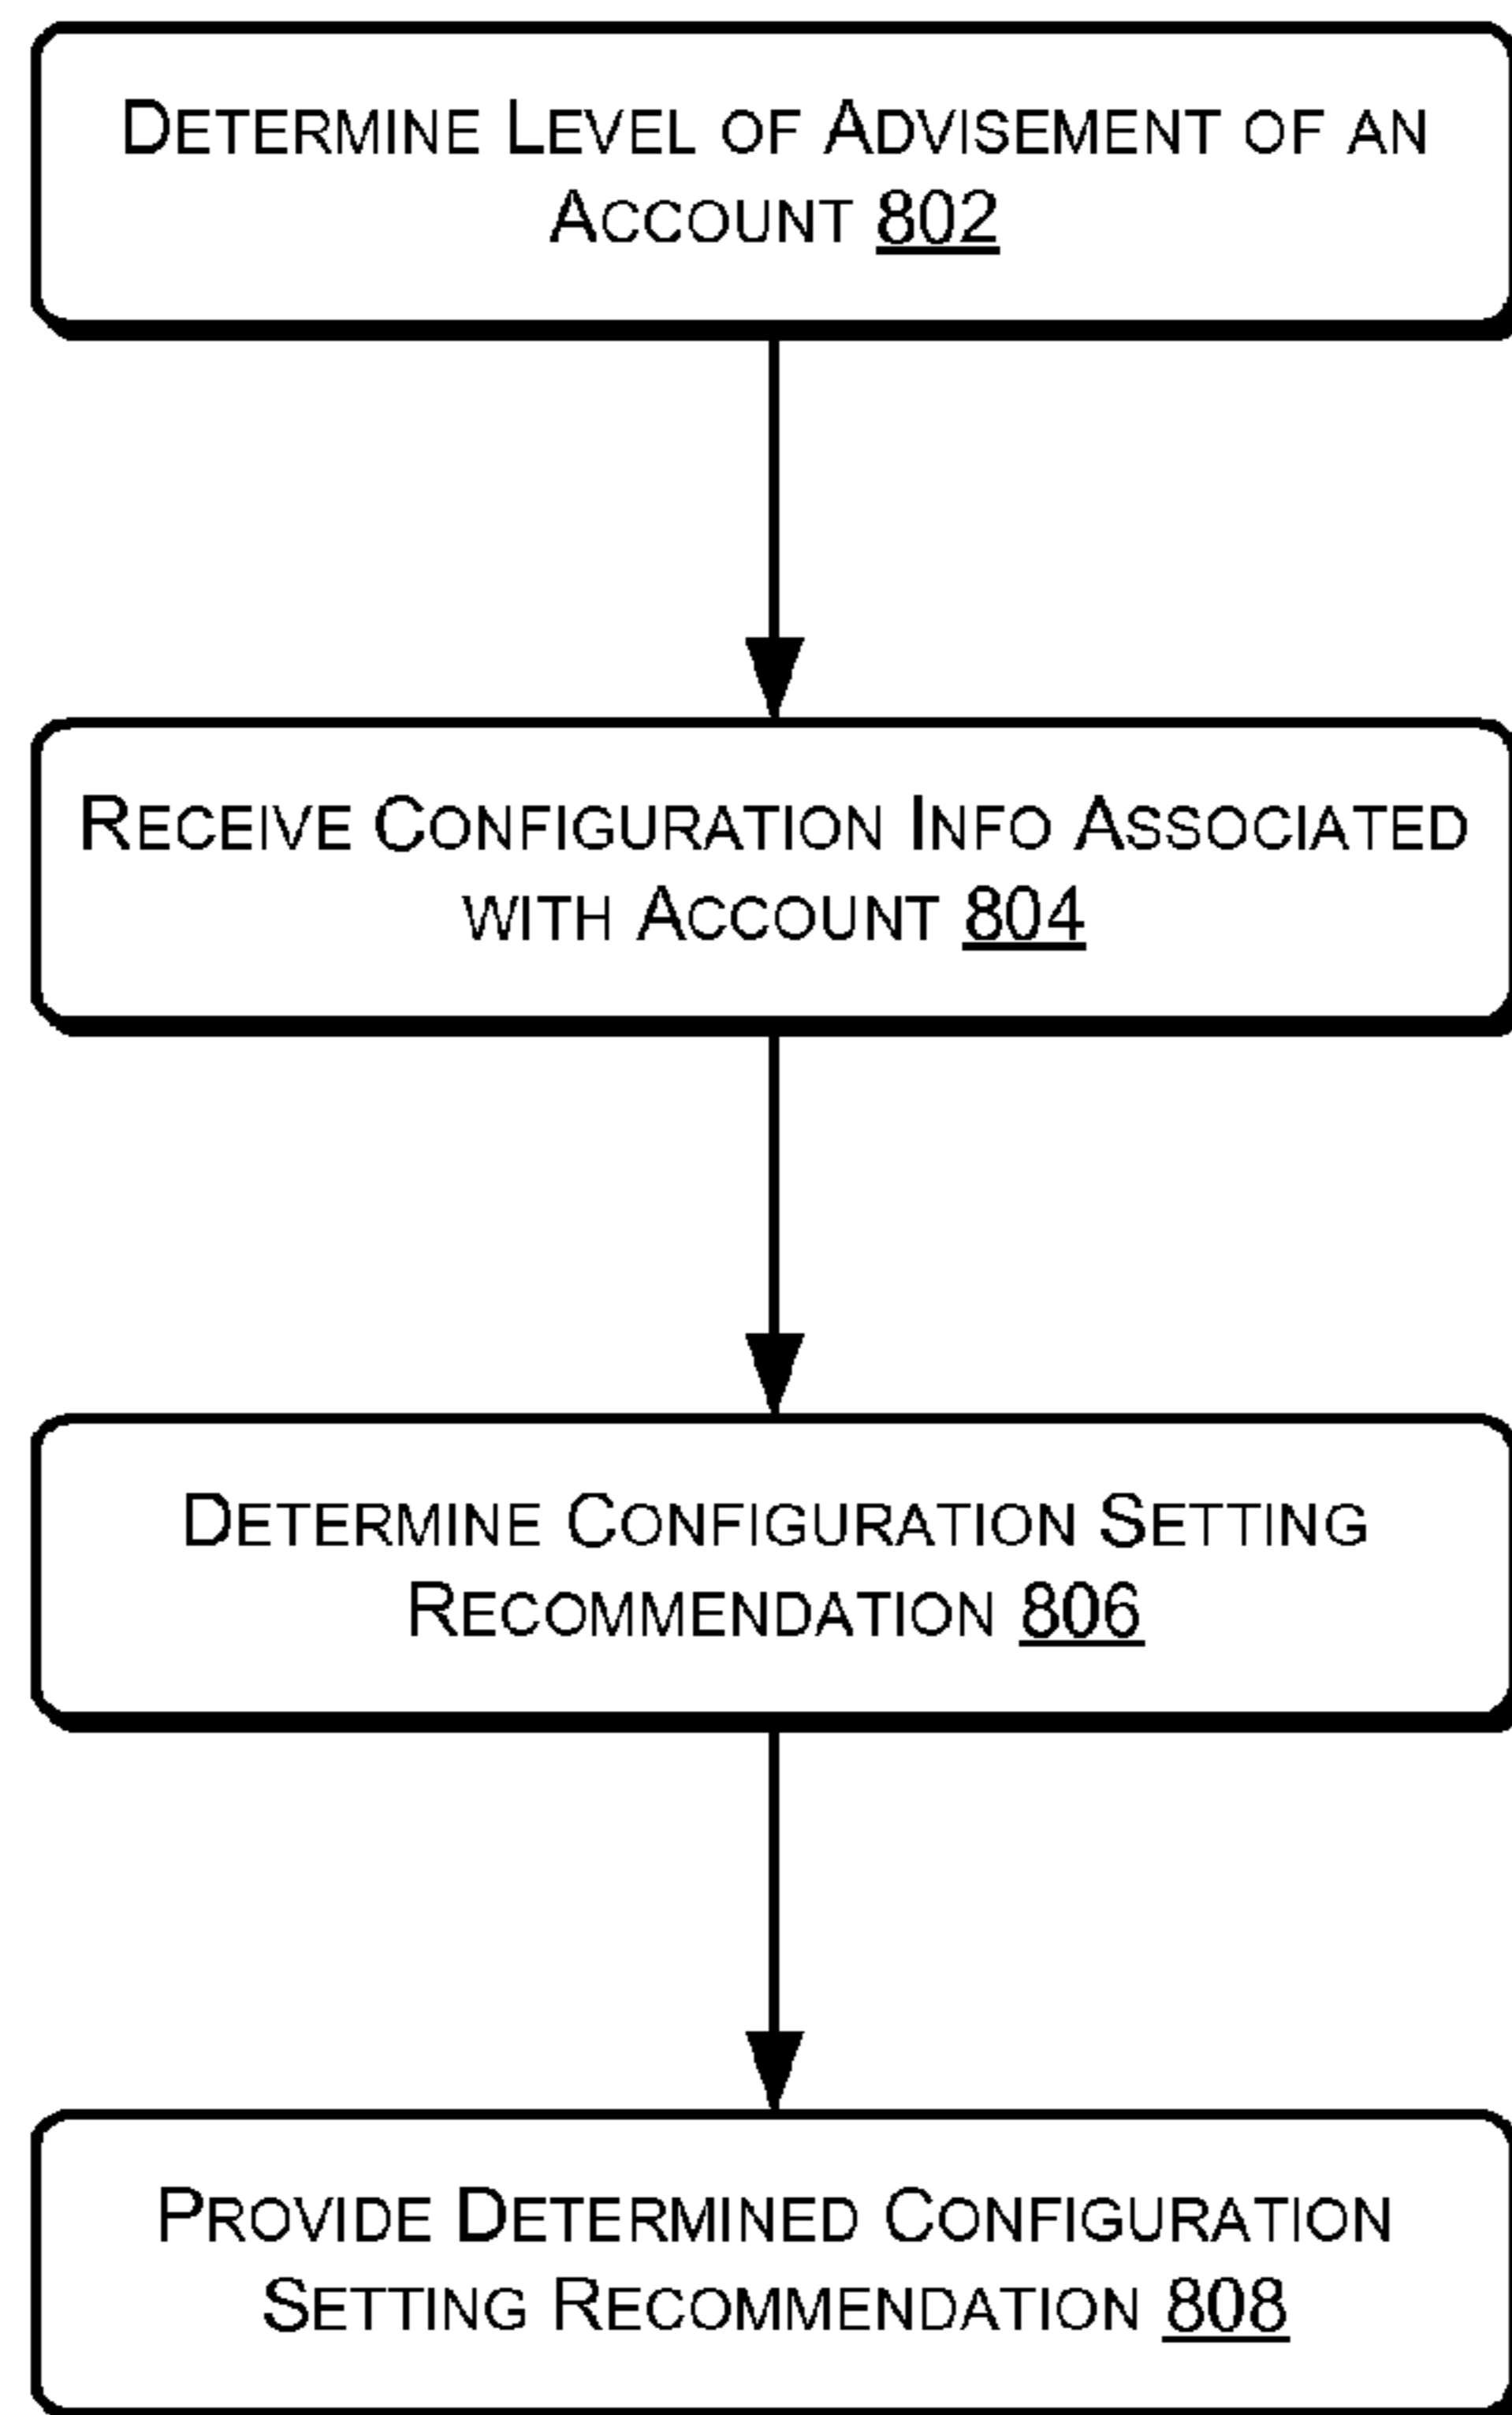 DETERMINE LEVEL OF ADVISEMENT OF AN
ACCOUNT 802
RECEIVE CONFIGURATION INFO ASSOCIATED
WITH ACCOUNT 804
DETERMINE CONFIGURATION SETTING
RECOMMENDATION 806
PROVIDE DETERMINED CONFIGURATION
SETTING RECOMMENDATION 808